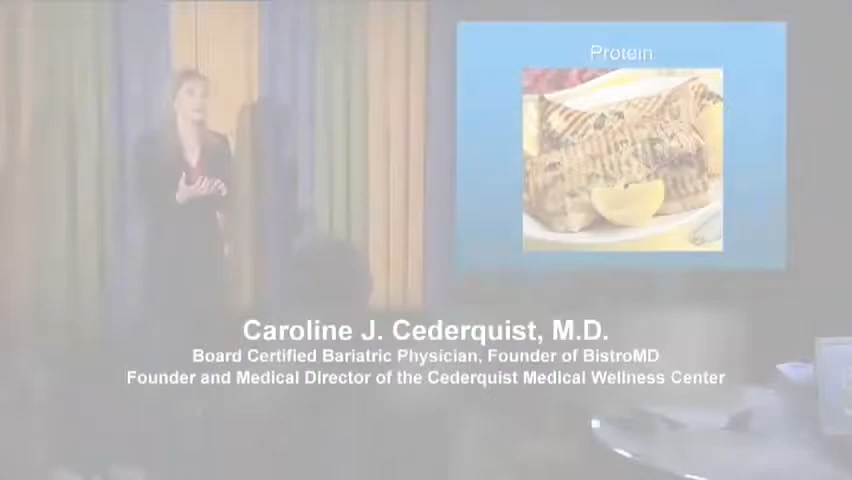 Protein
Caroline J. Cederquist, M.D.
Board Certified Bariatric Physician, Founder of BistroMD
Founder and Medical Director of the Cederquist Medical Wellness Center